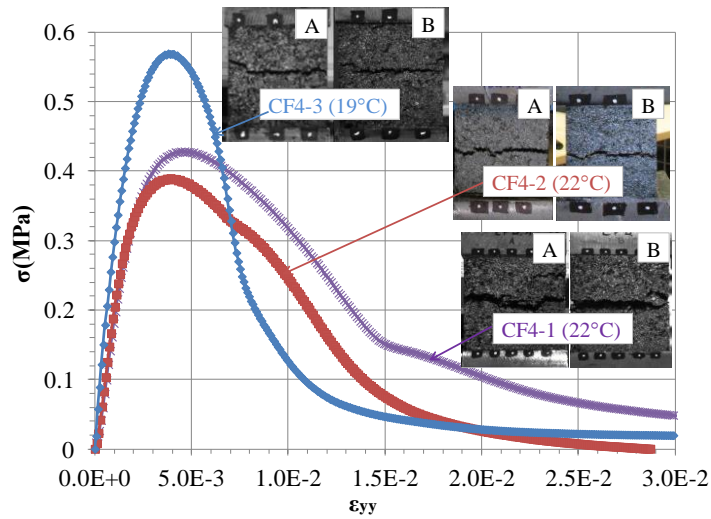 0.6
0.5
0.4
0.3
0.2
0.1
0
σ(MPa)
A
B
CF4-3 (19°C)
A
B
CF4-2 (22°C)
A
B
CF4-1 (22°C)
0.0E+0
5.0E-3
1.0E-2
1.5E-2
2.0E-2
2.5E-2
3.0E-2
εyy